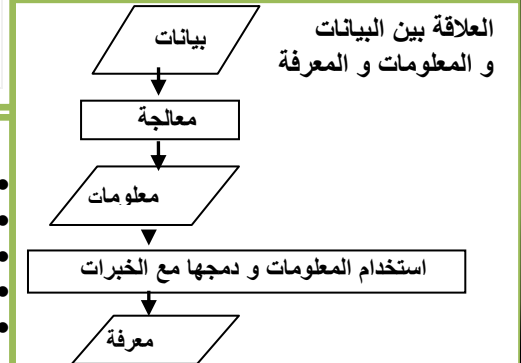 العلاقة بين البيانات
و المعلومات و المعرفة
بيانات
معالجة
معلومات
استخدام المعلومات و دمجها مع الخبرات
معرفة